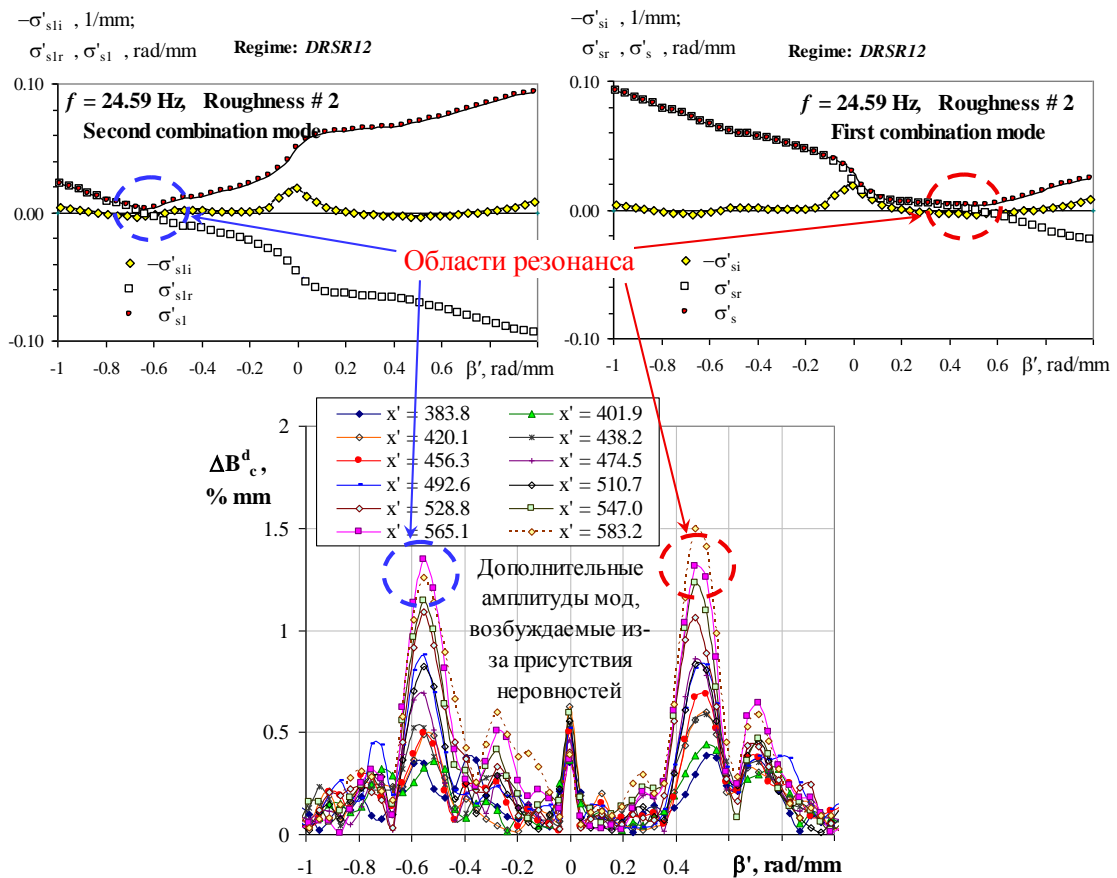 −σ's1i , 1/mm;
σ's1r , σ's1 , rad/mm
Regime: DRSR12
0.10
f = 24.59 Hz, Roughness # 2
Second combination mode
0.00
−σ's1i
σ's1r
σ's1
-0.10
-1 -0.8 -0.6 -0.4 -0.2 0 0.2 0.4 0.6 0.8
β', rad/mm
−σ'si , 1/mm;
σ'sr , σ's , rad/mm
Regime: DRSR12
0.10
f = 24.59 Hz, Roughness # 2
First combination mode
0.00
−σ'si
σ'sr
σ's
-0.10
-1 -0.8 -0.6 -0.4 -0.2 0 0.2 0.4 0.6 0.8
β', rad/mm
Области резонанса
x' = 383.8 x' = 401.9
x' = 420.1 x' = 438.2
x' = 456.3 x' = 474.5
x' = 492.6 x' = 510.7
x' = 528.8 x' = 547.0
x' = 565.1 x' = 583.2
ΔBdc ,
% mm
2
1.5
1
0.5
0
Дополнительные
амплитуды мод,
возбуждаемые из-
за присутствия
неровностей
-1 -0.8 -0.6 -0.4 -0.2 0 0.2 0.4
β', rad/mm